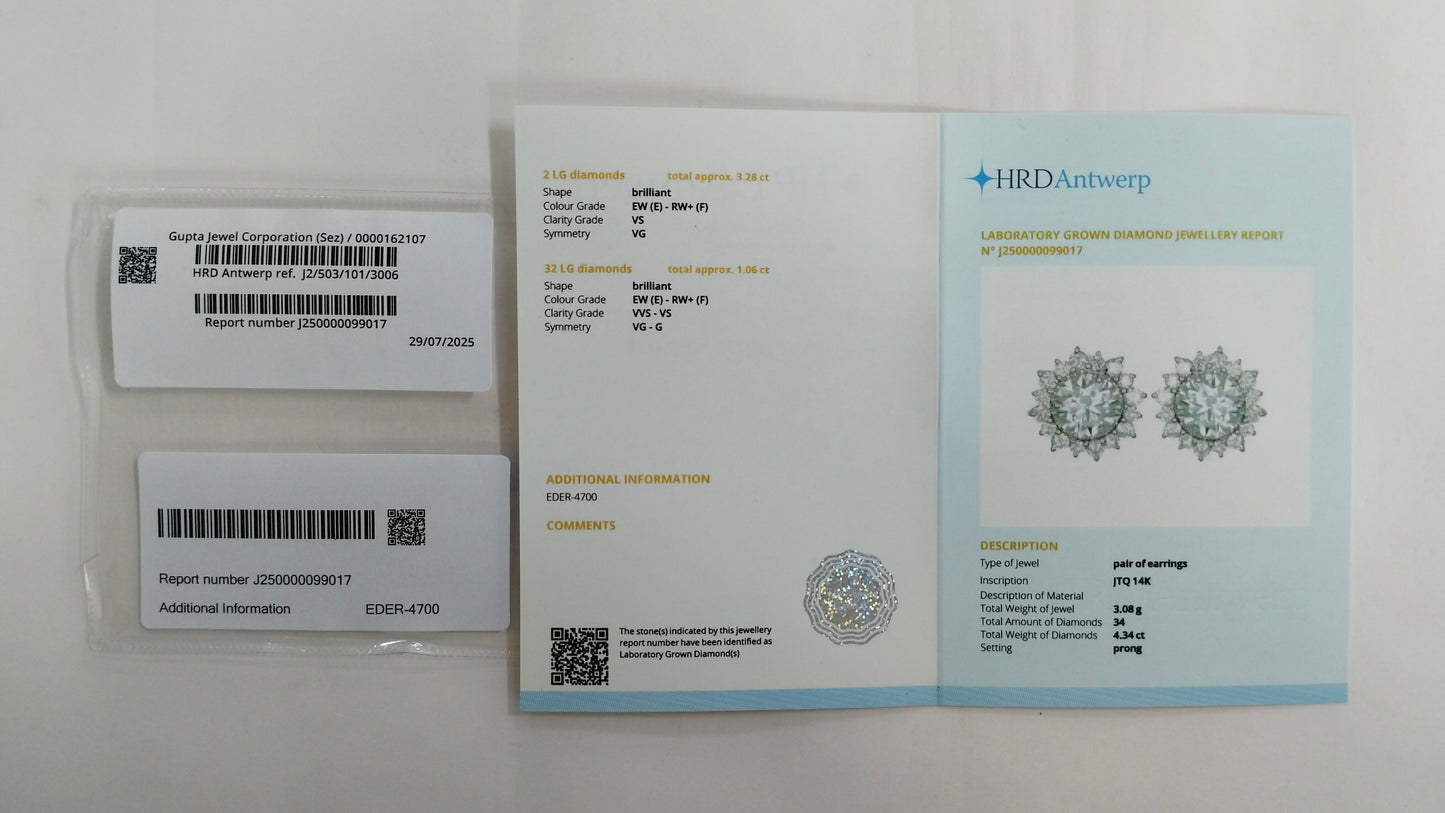 Gupta Jewel Corporation (Sez) / 0000162107
HRD Antwerp ref. J2/503/101/3006
Report number J250000099017
29/07/2025
Report number J250000099017
Additional Information EDER-4700
2 LG diamonds total approx. 3.28 ct
Shape brilliant
Colour Grade EW (E) - RW+ (F)
Clarity Grade VS
Symmetry VG
32 LG diamonds total approx. 1.06 ct
Shape brilliant
Colour Grade EW (E) - RW+ (F)
Clarity Grade VVS - VS
Symmetry VG - G
ADDITIONAL INFORMATION
EDER-4700
COMMENTS
The stone(s) indicated by this jewellery
report number have been identified as
Laboratory Grown Diamond(s)
HRDAntwerp
LABORATORY GROWN DIAMOND JEWELLERY REPORT
N° J250000099017
DESCRIPTION
Type of Jewel pair of earrings
Inscription JTQ 14K
Description of Material
Total Weight of Jewel 3.08 g
Total Amount of Diamonds 34
Total Weight of Diamonds 4.34 ct
Setting prong